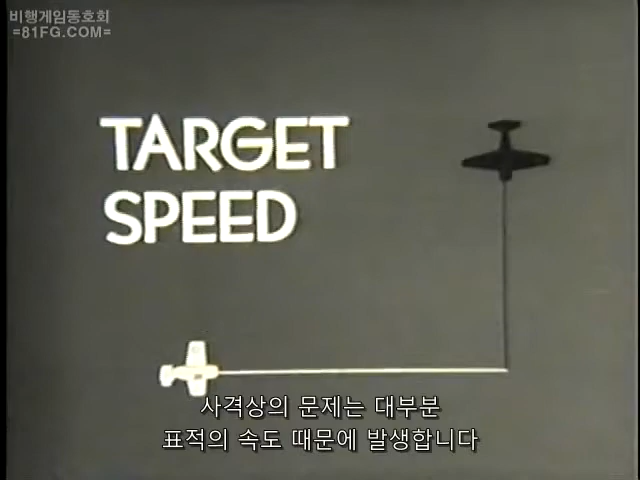 비행게임동호회
=81FG.COM=
TARGET
SPEED
사격상의 문제는 대부분
표적의 속도 때문에 발생합니다